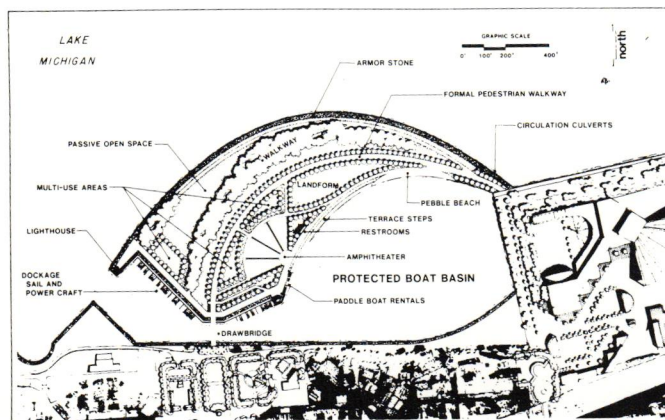 LAKE
MICHIGAN
GRAPHIC SCALE
0' 100' 200' 400'
north
ARMOR STONE
FORMAL PEDESTRIAN WALKWAY
CIRCULATION CULVERTS
PASSIVE OPEN SPACE
WALKWAY
MULTI-USE AREAS
LANDFORM
PEBBLE BEACH
LIGHTHOUSE
TERRACE STEPS
RESTROOMS
AMPHITHEATER
DOCKAGE
SAIL AND
POWER CRAFT
PROTECTED BOAT BASIN
PADDLE BOAT RENTALS
DRAWBRIDGE